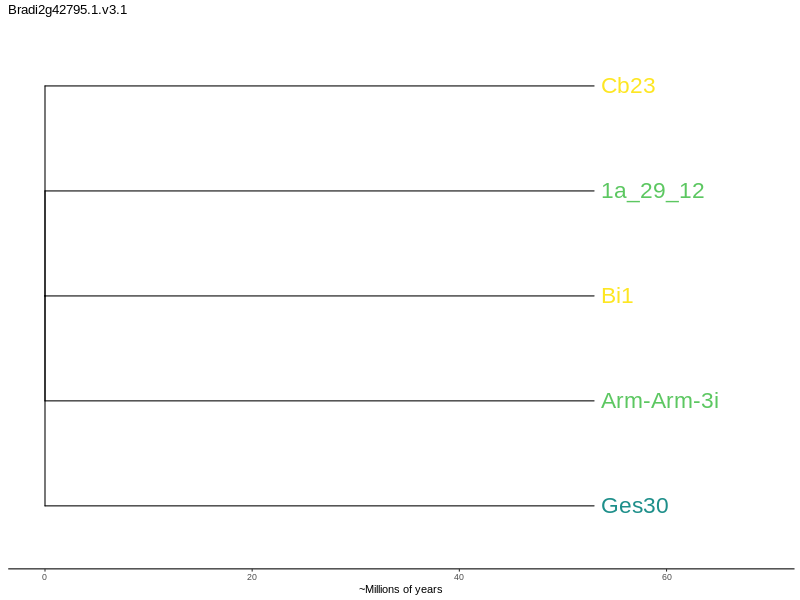 Bradi2g42795.1.v3.1
Cb23
1a_29_12
Bi1
Arm-Arm-3i
Ges30
0 20 40 60
~Millions of years